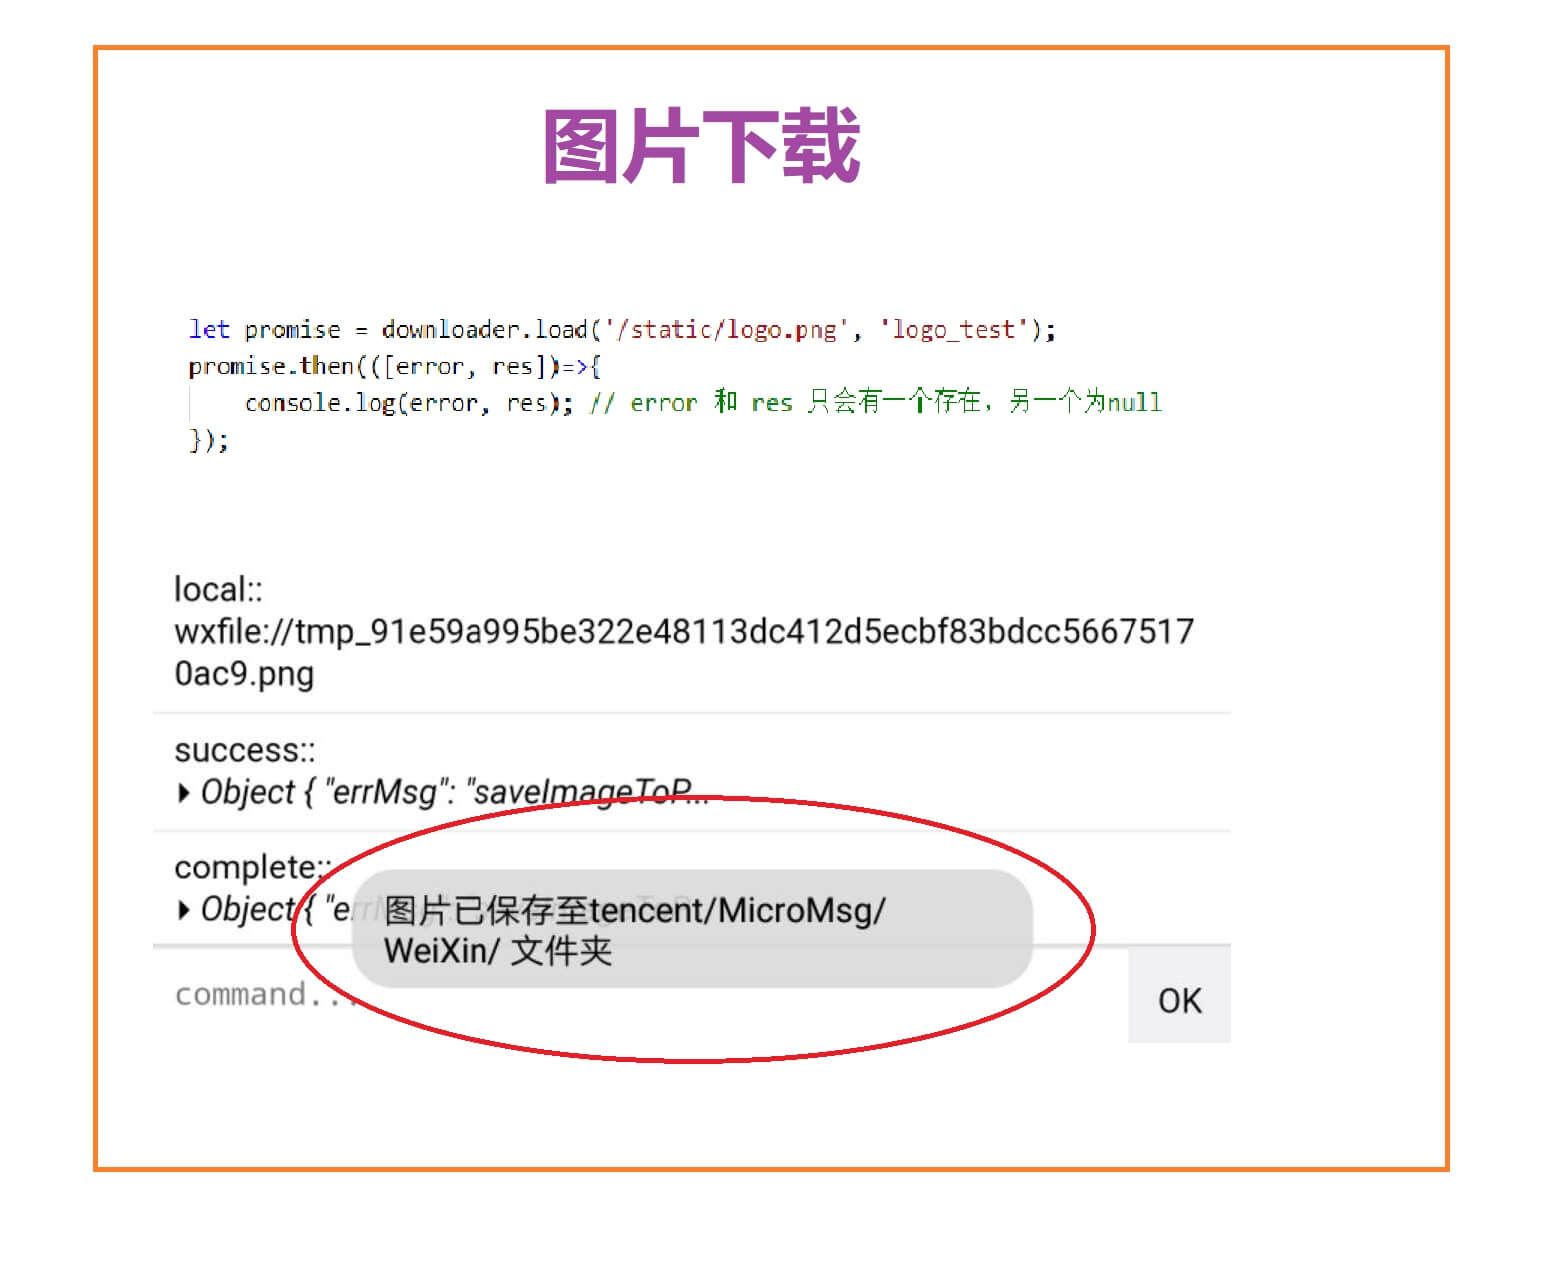 图片下载
let promise = downloader.load('/static/logo.png', 'logo_test');
promise.then(([error, res])=>{
console.log(error, res); // error 和 res 只会有一个存在，另一个为null
});
local::
wxfile://tmp_91e59a995be322e48113dc412d5ecbf83bdcc5667517
0ac9.png
success::
Object { "errMsg": "saveImageToP...
complete::
Object { "errMsg":
图片已保存至tencent/MicroMsg/
WeiXin/ 文件夹
command...
OK